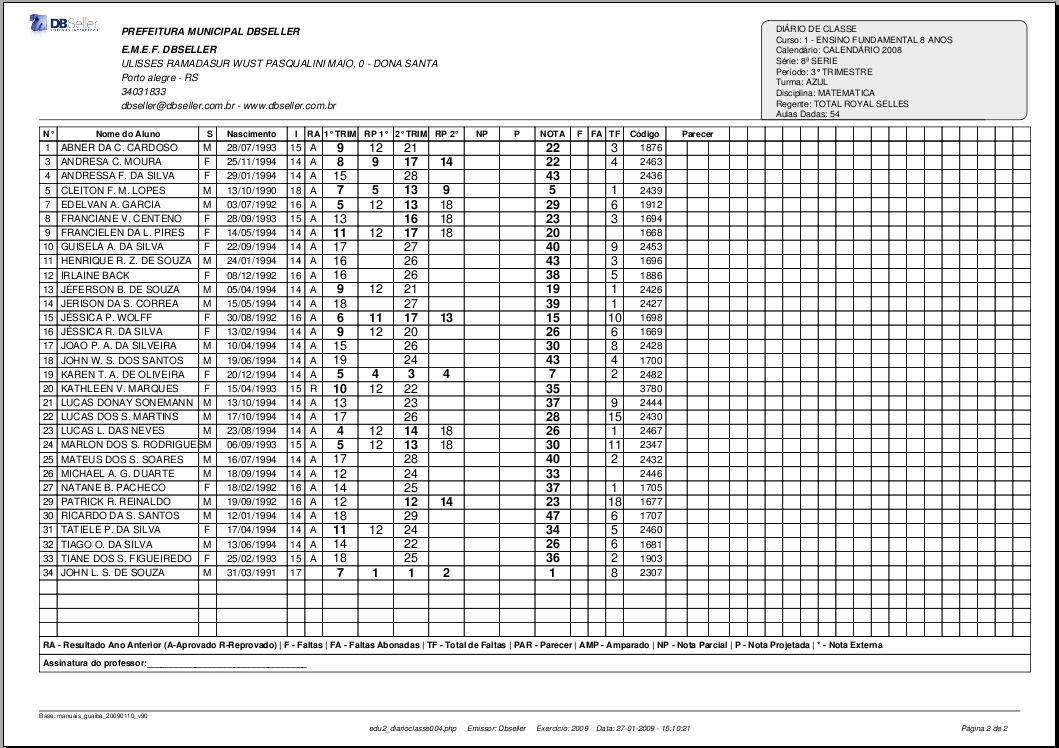 DBSeller
SISTEMAS INTEGRADOS
PREFEITURA MUNICIPAL DBSELLER
E.M.E.F. DBSELLER
ULISSES RAMADASUR WUST PASQUALINI MAIO, 0 - DONA SANTA
Porto alegre - RS
34031833
dbseller@dbseller.com.br - www.dbseller.com.br
DIÁRIO DE CLASSE
Curso: 1 - ENSINO FUNDAMENTAL 8 ANOS
Calendário: CALENDÁRIO 2008
Série: 8º SERIE
Período: 3° TRIMESTRE
Turma: AZUL
Disciplina: MATEMATICA
Regente: TOTAL ROYAL SELLES
Aulas Dadas: 54
N° Nome do Aluno S Nascimento I RA 1° TRIM RP 1° 2° TRIM RP 2° NP P NOTA F FA TF Código Parecer
1 ABNER DA C. CARDOSO M 28/07/1993 15 A 9 12 21 22 3 1876
3 ANDRESA C. MOURA F 25/11/1994 14 A 8 9 17 14 22 4 2463
4 ANDRESSA F. DA SILVA F 29/01/1994 14 A 15 28 43 2436
5 CLEITON F. M. LOPES M 13/10/1990 18 A 7 5 13 9 5 1 2439
7 EDELVAN A. GARCIA M 03/07/1992 16 A 5 12 13 18 29 6 1912
8 FRANCIANE V. CENTENO F 28/09/1993 15 A 13 16 18 23 3 1694
9 FRANCIELEN DA L. PIRES F 14/05/1994 14 A 11 12 17 18 20 1668
10 GUISELA A. DA SILVA F 22/09/1994 14 A 17 27 40 9 2453
11 HENRIQUE R. Z. DE SOUZA M 24/01/1994 14 A 16 26 43 3 1696
12 IRLAINE BACK F 08/12/1992 16 A 16 26 38 5 1886
13 JÉFERSON B. DE SOUZA M 05/04/1994 14 A 9 12 21 19 1 2426
14 JERISON DA S. CORREA M 15/05/1994 14 A 18 27 39 1 2427
15 JÉSSICA P. WOLFF F 30/08/1992 16 A 6 11 17 13 15 10 1698
16 JÉSSICA R. DA SILVA F 13/02/1994 14 A 9 12 20 26 6 1669
17 JOAO P. A. DA SILVEIRA M 10/04/1994 14 A 15 26 30 8 2428
18 JOHN W. S. DOS SANTOS M 19/06/1994 14 A 19 24 43 4 1700
19 KAREN T. A. DE OLIVEIRA F 20/12/1994 14 A 5 4 3 4 7 2 2482
20 KATHLEEN V. MARQUES F 15/04/1993 15 R 10 12 22 35 3780
21 LUCAS DONAY SONEMANN M 13/10/1994 14 A 13 23 37 9 2444
22 LUCAS DOS S. MARTINS M 17/10/1994 14 A 17 26 28 15 2430
23 LUCAS L. DAS NEVES M 23/08/1994 14 A 4 12 14 18 26 1 2467
24 MARLON DOS S. RODRIGUES M 06/09/1993 15 A 5 12 13 18 30 11 2347
25 MATEUS DOS S. SOARES M 16/07/1994 14 A 17 28 40 2 2432
26 MICHAEL A. G. DUARTE M 18/09/1994 14 A 12 24 33 2446
27 NATANE B. PACHECO F 18/02/1992 16 A 14 25 37 1 1705
29 PATRICK R. REINALDO M 19/09/1992 16 A 12 12 14 23 18 1677
30 RICARDO DA S. SANTOS M 12/01/1994 14 A 18 29 47 6 1707
31 TATIELE P. DA SILVA F 17/04/1994 14 A 11 12 24 34 5 2460
32 TIAGO O. DA SILVA M 13/06/1994 14 A 14 22 26 6 1681
33 TIANE DOS S. FIGUEIREDO F 25/02/1993 15 A 18 25 36 2 1903
34 JOHN L. S. DE SOUZA M 31/03/1991 17 7 1 1 2 1 8 2307
RA - Resultado Ano Anterior (A-Aprovado R-Reprovado) | F - Faltas | FA - Faltas Abonadas | TF - Total de Faltas | PAR - Parecer | AMP - Amparado | NP - Nota Parcial | P - Nota Projetada | * - Nota Externa
Assinatura do professor:________________________________
Base: manuais_guaiba_20090110_v90
edu2_diarioclasse004.php Emissor: Dbseller Exercício: 2009 Data: 27-01-2009 - 15:10:21 Página 2 de 2